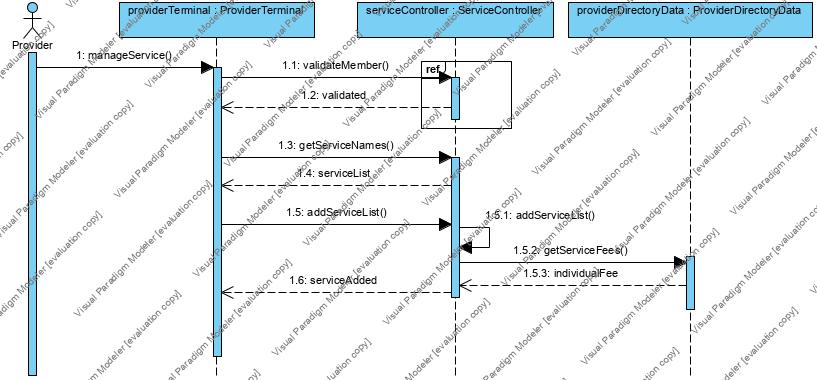 providerTerminal : ProviderTerminal
serviceController : ServiceController
providerDirectoryData : ProviderDirectoryData
Provider
1: manageService()
1.1: validateMember()
ref
1.2: validated
1.3: getServiceNames()
1.4: serviceList
1.5: addServiceList()
1.5.1: addServiceList()
1.5.2: getServiceFees()
1.5.3: individualFee
1.6: serviceAdded
Visual Paradigm Modeler [evaluation copy]